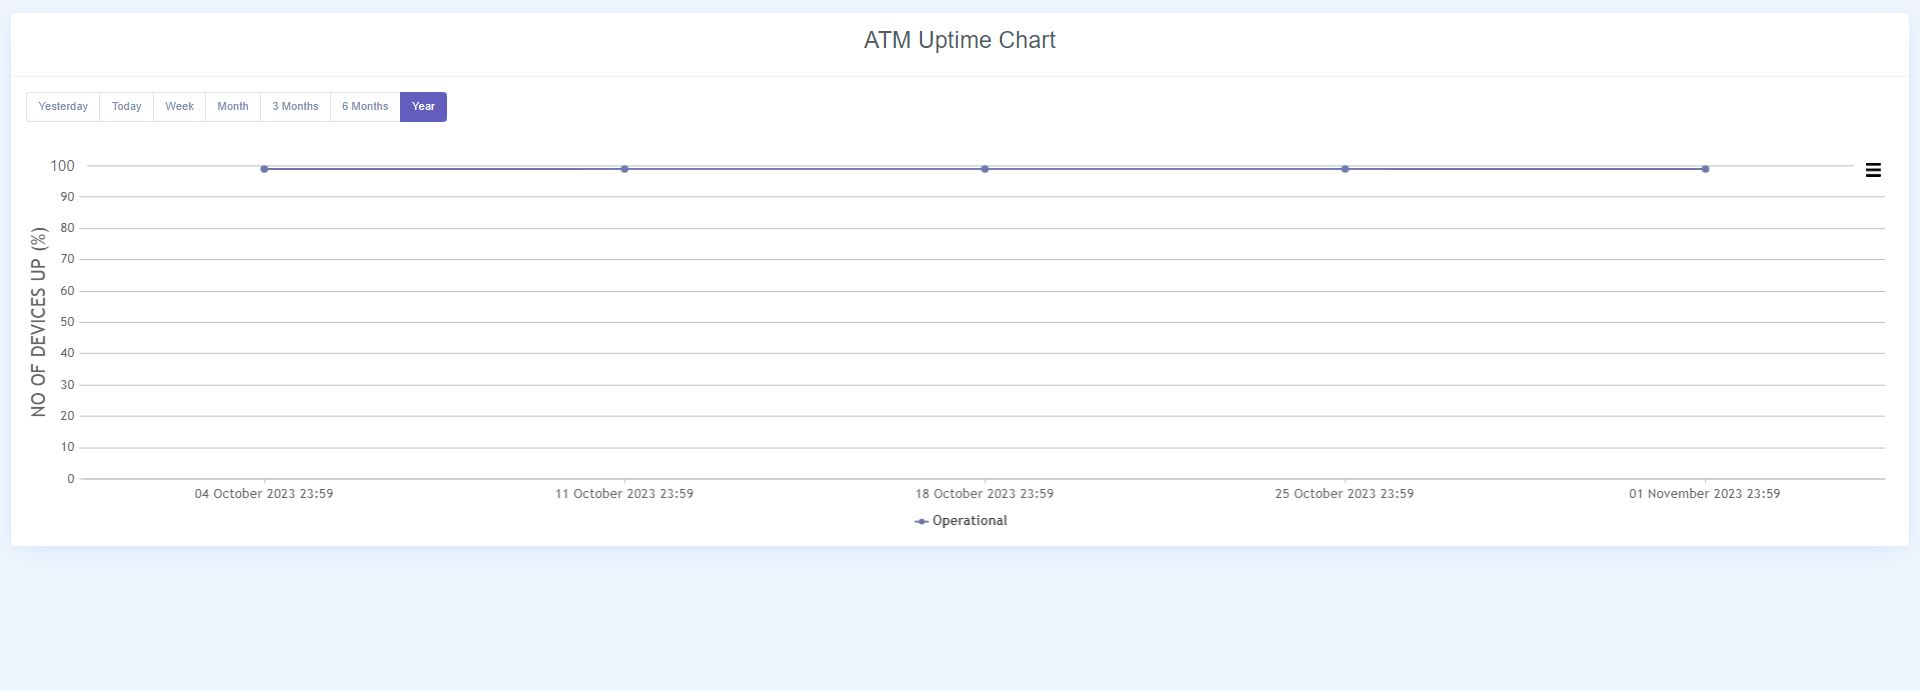 ATM Uptime Chart
Yesterday Today Week Month 3 Months 6 Months Year
100
90
80
70
60
50
40
30
20
10
0
NO OF DEVICES UP (%)
04 October 2023 23:59 11 October 2023 23:59 18 October 2023 23:59 25 October 2023 23:59 01 November 2023 23:59
Operational